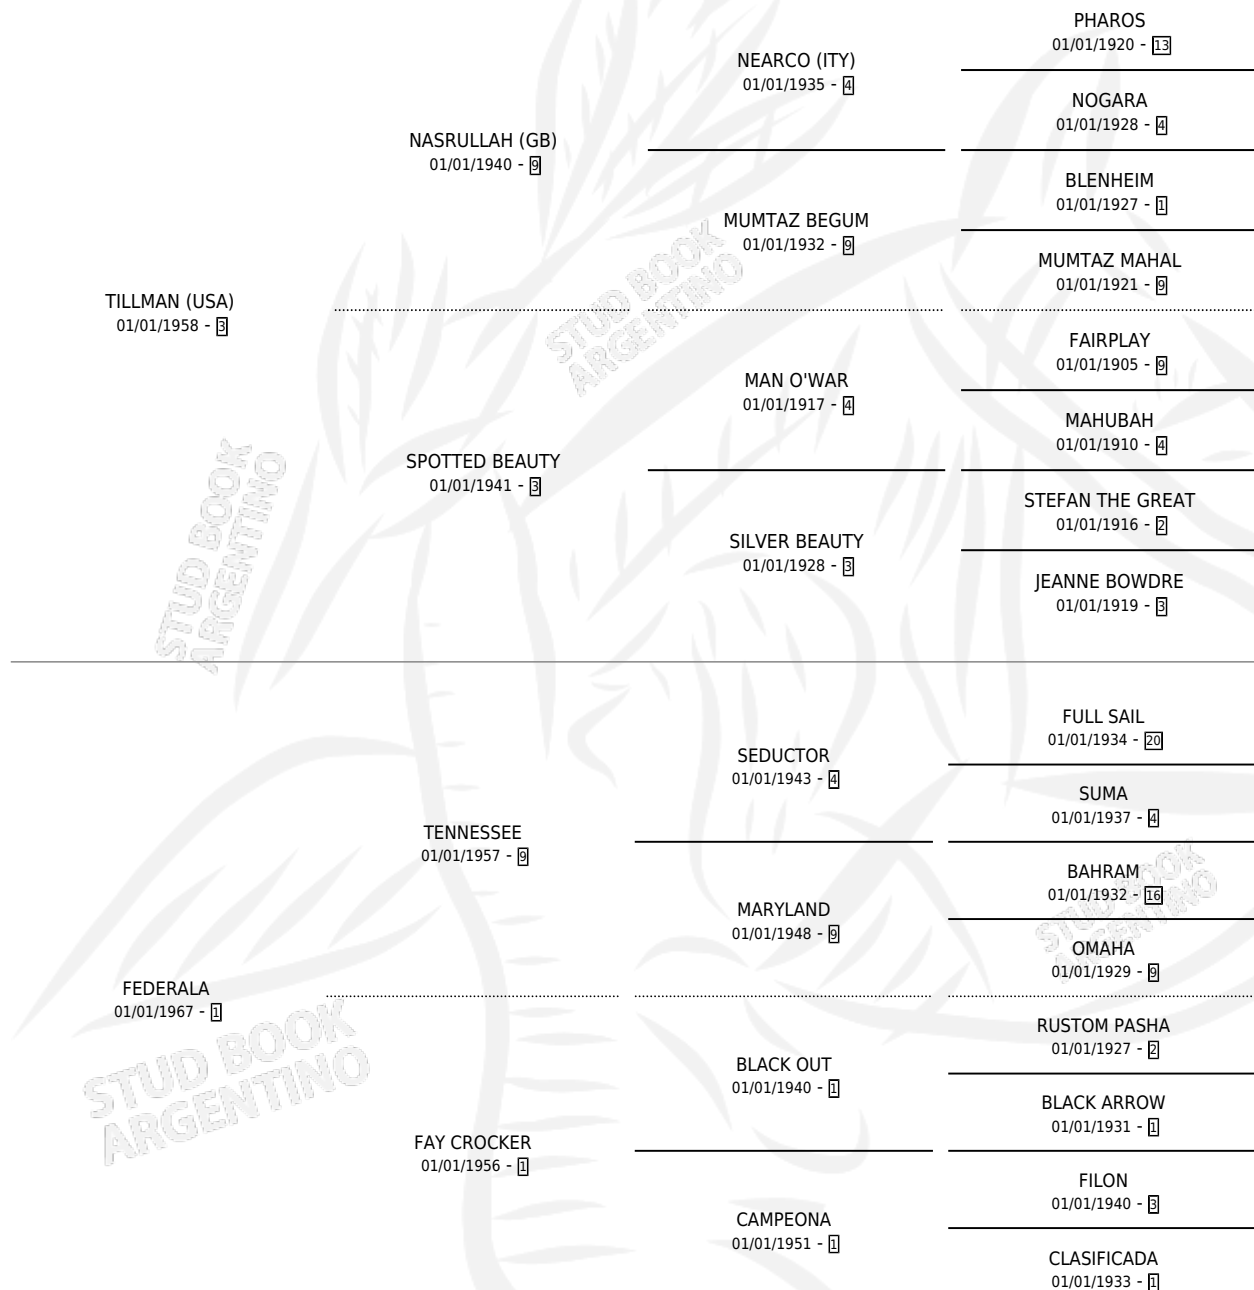 PHAROS
01/01/1920 - 13
NEARCO (ITY)
01/01/1935 - 4
NOGARA
01/01/1928 - 4
NASRULLAH (GB)
01/01/1940 - 9
BLENHEIM
01/01/1927 - 1
MUMTAZ BEGUM
01/01/1932 - 9
MUMTAZ MAHAL
01/01/1921 - 9
TILLMAN (USA)
01/01/1958 - 3
FAIRPLAY
01/01/1905 - 9
MAN O'WAR
01/01/1917 - 4
MAHUBAH
01/01/1910 - 4
SPOTTED BEAUTY
01/01/1941 - 3
STEFAN THE GREAT
01/01/1916 - 2
SILVER BEAUTY
01/01/1928 - 3
JEANNE BOWDRE
01/01/1919 - 3
FULL SAIL
01/01/1934 - 20
SEDUCTOR
01/01/1943 - 4
SUMA
01/01/1937 - 4
TENNESSEE
01/01/1957 - 9
BAHRAM
01/01/1932 - 16
MARYLAND
01/01/1948 - 9
OMAHA
01/01/1929 - 9
FEDERALA
01/01/1967 - 1
RUSTOM PASHA
01/01/1927 - 2
BLACK OUT
01/01/1940 - 1
BLACK ARROW
01/01/1931 - 1
FAY CROCKER
01/01/1956 - 1
FILON
01/01/1940 - 3
CAMPEONA
01/01/1951 - 1
CLASIFICADA
01/01/1933 - 1
STUD BOOK
ARGENTINO
STUD BOOK
ARGENTINO
STUD BOOK
ARGENTINO
STUD BOOK
ARGENTINO